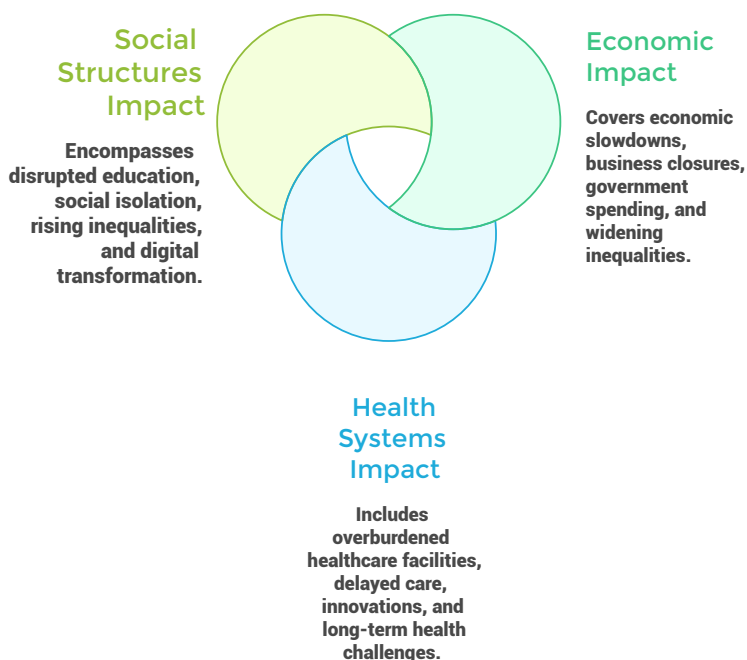 Social
Structures
Impact
Encompasses
disrupted education,
social isolation,
rising inequalities,
and digital
transformation.
Economic
Impact
Covers economic
slowdowns,
business closures,
government
spending, and
widening
inequalities.
Health
Systems
Impact
Includes
overburdened
healthcare facilities,
delayed care,
innovations, and
long-term health
challenges.